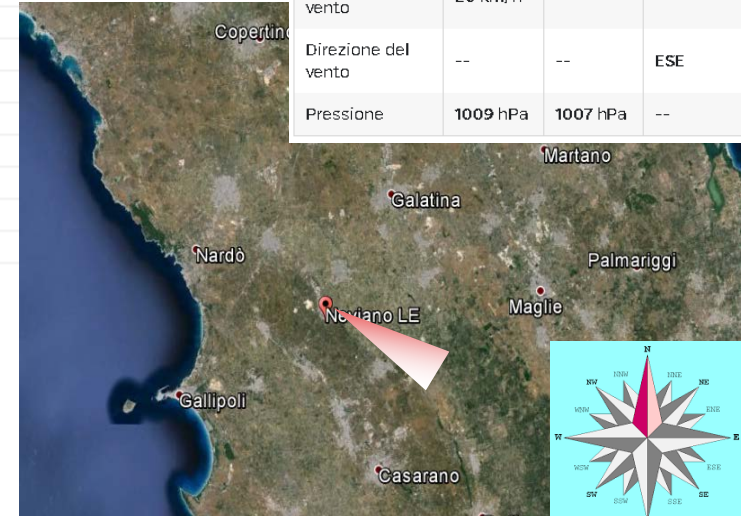 vento
Direzione del
vento
--
--
ESE
Pressione
1009 hPa
1007 hPa
--
Copertino
Martano
Galatina
Nardò
Palmariggi
Maglie
Neviano LE
Gallipoli
Casarano
N
NNW
NNE
NW
NE
WNW
ENE
W
E
WSW
ESE
SW
SE
SSW
SSE